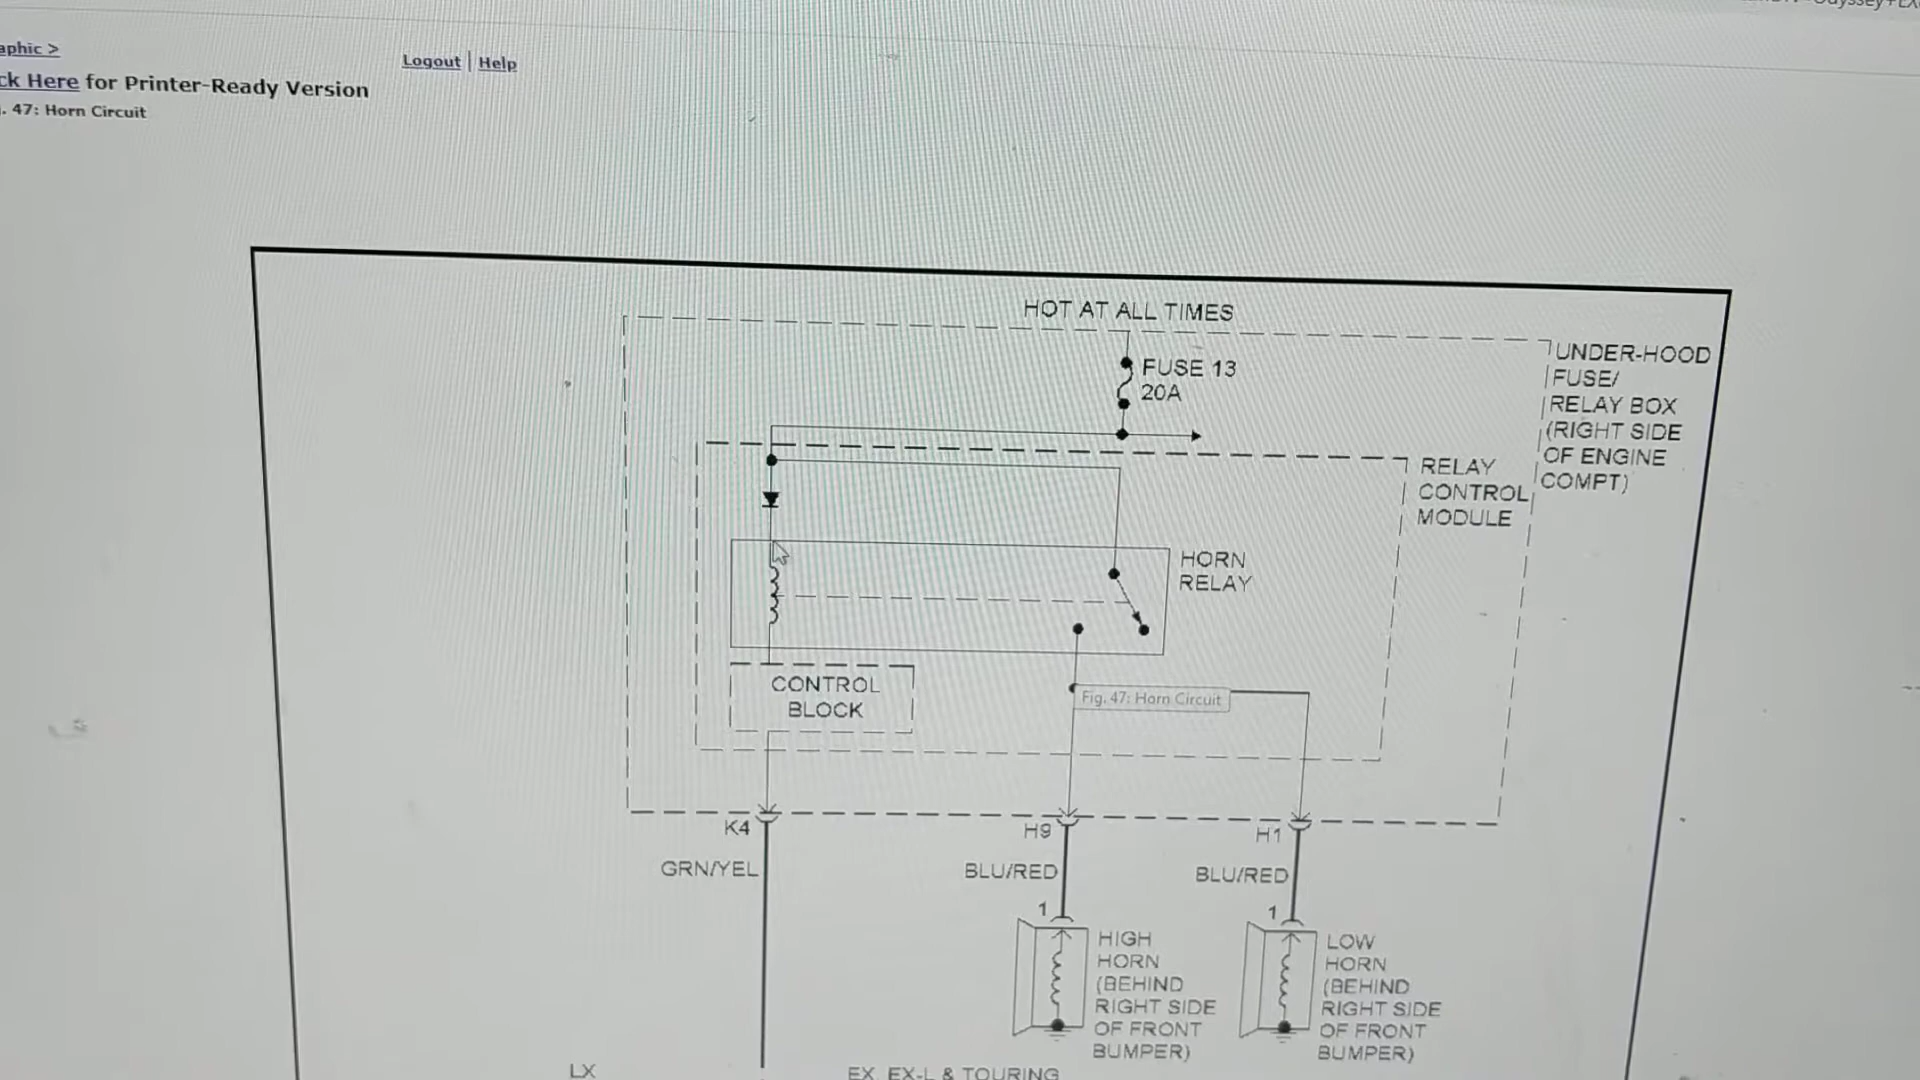 aphic >
Logout | Help
ck Here for Printer-Ready Version
. 47: Horn Circuit
HOT AT ALL TIMES
FUSE 13
20A
UNDER-HOOD
FUSE/
RELAY BOX
(RIGHT SIDE
OF ENGINE
COMPT)
RELAY
CONTROL
MODULE
HORN
RELAY
CONTROL
BLOCK
Fig. 47: Horn Circuit
K4
H9
H1
GRN/YEL
BLU/RED
BLU/RED
1
1
HIGH
HORN
(BEHIND
RIGHT SIDE
OF FRONT
BUMPER)
LOW
HORN
(BEHIND
RIGHT SIDE
OF FRONT
BUMPER)
LX
EX, EX-L & TOURING